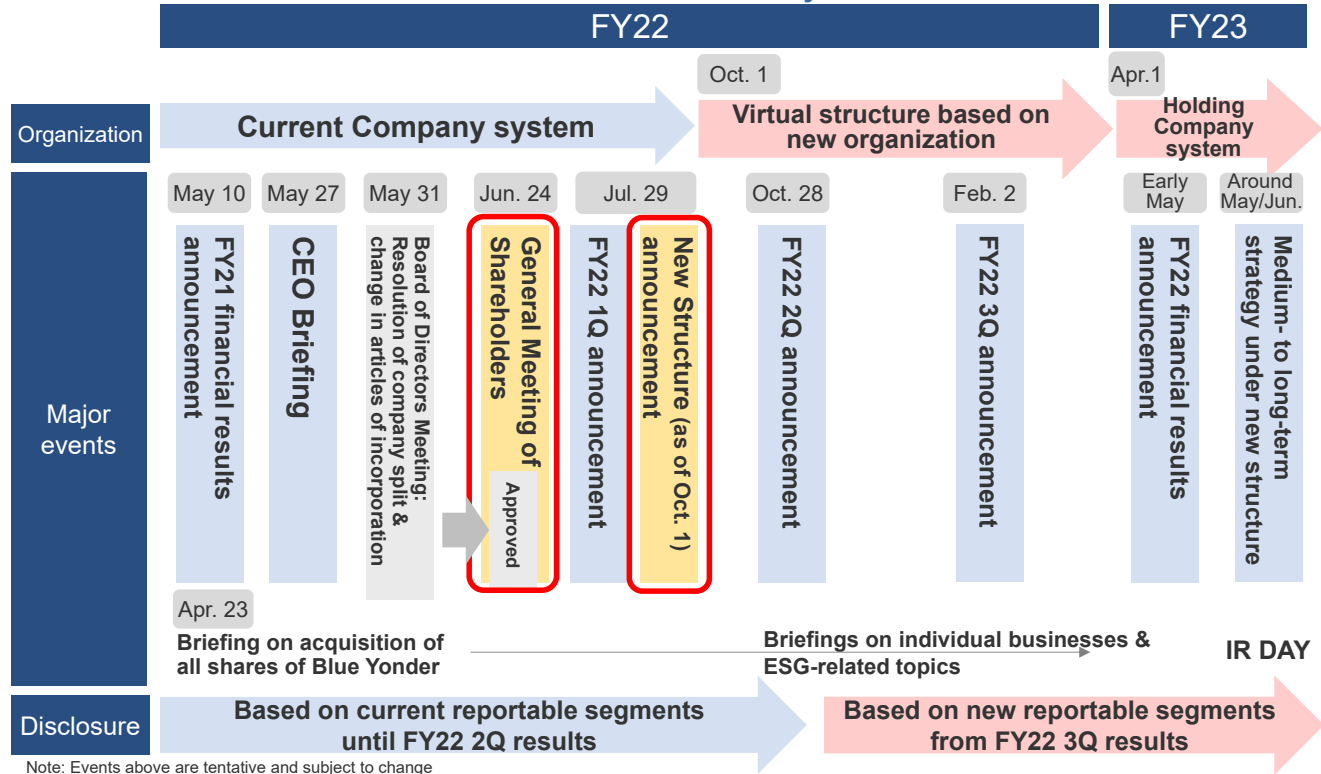 FY22
FY23
Oct. 1
Apr.1
Organization
Current Company system
Virtual structure based on
new organization
Holding
Company
system
Major
events
May 10
May 27
May 31
Jun. 24
Jul. 29
Oct. 28
Feb. 2
Early
May
Around
May/Jun.
FY21 financial results
announcement
CEO Briefing
Board of Directors Meeting:
Resolution of company split &
change in articles of incorporation
General Meeting of
Shareholders
Approved
FY22 1Q announcement
New Structure (as of Oct. 1)
announcement
FY22 2Q announcement
FY22 3Q announcement
FY22 financial results
announcement
Medium- to long-term
strategy under new structure
Apr. 23
Briefing on acquisition of
all shares of Blue Yonder
Briefings on individual businesses &
ESG-related topics
IR DAY
Disclosure
Based on current reportable segments
until FY22 2Q results
Based on new reportable segments
from FY22 3Q results
Note: Events above are tentative and subject to change